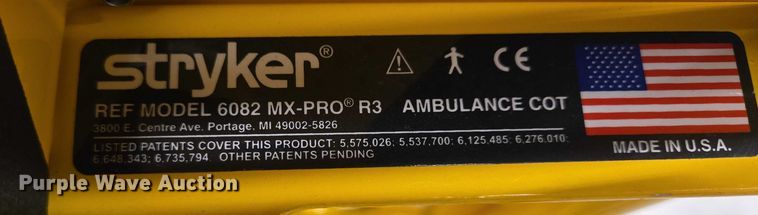 stryker®
CE
REF MODEL 6082 MX-PRO® R3 AMBULANCE COT
3800 E. Centre Ave. Portage, MI 49002-5826
LISTED PATENTS COVER THIS PRODUCT: 5,575,026; 5,537,700; 6,125,485; 6,276,010;
6,648,343; 6,735,794. OTHER PATENTS PENDING
MADE IN U.S.A.
Purple Wave Auction